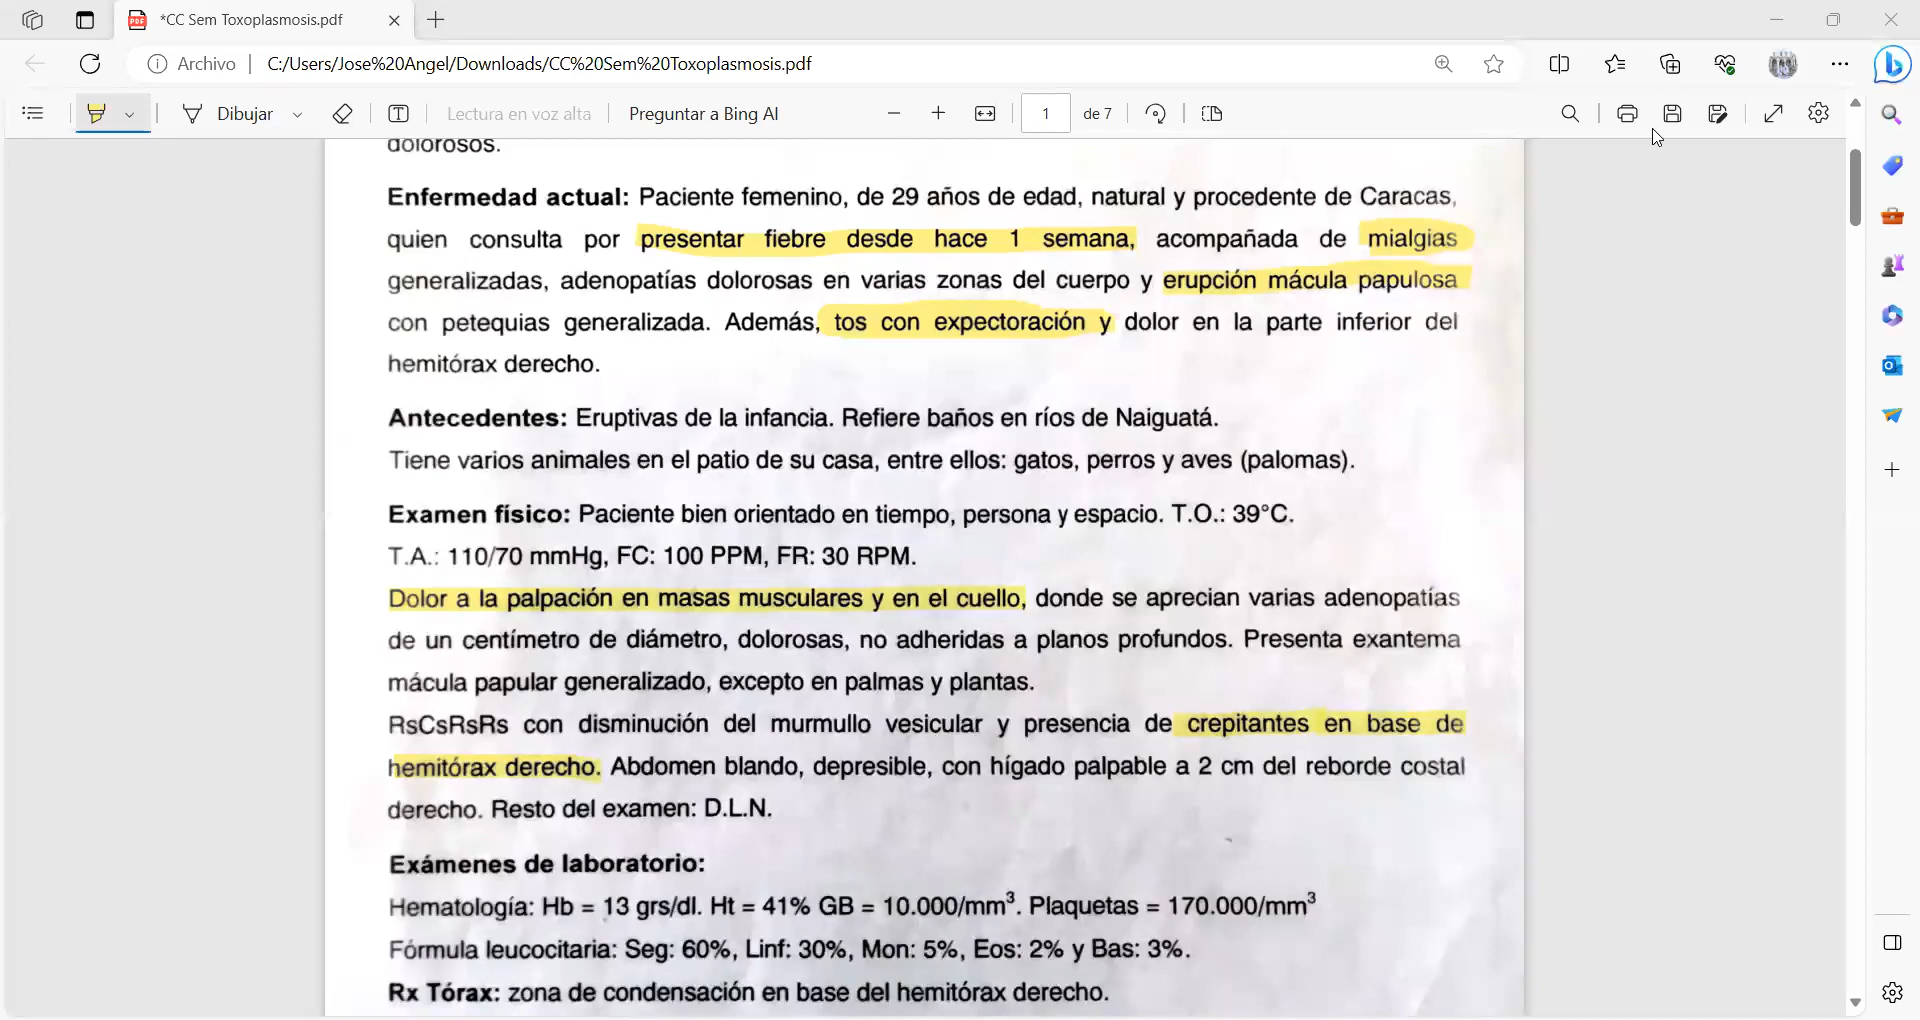 *CC Sem Toxoplasmosis.pdf
Archivo | C:/Users/Jose%20Angel/Downloads/CC%20Sem%20Toxoplasmosis.pdf
Dibujar Lectura en voz alta Preguntar a Bing AI 1 de 7
dolorosos.
Enfermedad actual: Paciente femenino, de 29 años de edad, natural y procedente de Caracas,
quien consulta por presentar fiebre desde hace 1 semana, acompañada de mialgias
generalizadas, adenopatías dolorosas en varias zonas del cuerpo y erupción mácula papulosa
con petequias generalizada. Además, tos con expectoración y dolor en la parte inferior del
hemitórax derecho.
Antecedentes: Eruptivas de la infancia. Refiere baños en ríos de Naiguatá.
Tiene varios animales en el patio de su casa, entre ellos: gatos, perros y aves (palomas).
Examen físico: Paciente bien orientado en tiempo, persona y espacio. T.O.: 39°C.
T.A.: 110/70 mmHg, FC: 100 PPM, FR: 30 RPM.
Dolor a la palpación en masas musculares y en el cuello, donde se aprecian varias adenopatías
de un centímetro de diámetro, dolorosas, no adheridas a planos profundos. Presenta exantema
mácula papular generalizado, excepto en palmas y plantas.
RsCsRsRs con disminución del murmullo vesicular y presencia de crepitantes en base de
hemitórax derecho. Abdomen blando, depresible, con hígado palpable a 2 cm del reborde costal
derecho. Resto del examen: D.L.N.
Exámenes de laboratorio:
Hematología: Hb = 13 grs/dl. Ht = 41% GB = 10.000/mm³. Plaquetas = 170.000/mm³
Fórmula leucocitaria: Seg: 60%, Linf: 30%, Mon: 5%, Eos: 2% y Bas: 3%.
Rx Tórax: zona de condensación en base del hemitórax derecho.